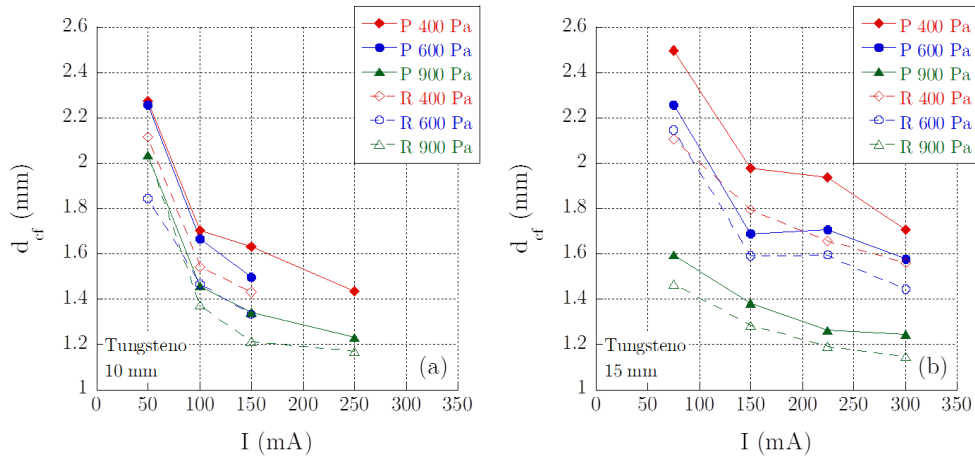 2.8
2.6
2.4
2.2
2
1.8
1.6
1.4
1.2
1
d_cf (mm)
P 400 Pa
P 600 Pa
P 900 Pa
R 400 Pa
R 600 Pa
R 900 Pa
Tungsteno
10 mm
(a)
0 50 100 150 200 250 300 350
I (mA)
2.6
2.4
2.2
2
1.8
1.6
1.4
1.2
1
d_cf (mm)
P 400 Pa
P 600 Pa
P 900 Pa
R 400 Pa
R 600 Pa
R 900 Pa
Tungsteno
15 mm
(b)
0 50 100 150 200 250 300 350
I (mA)